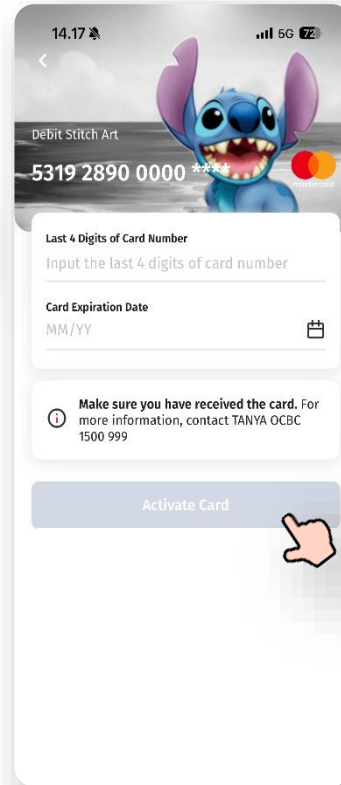 14.17
5G 72
Debit Stitch Art
5319 2890 0000 ****
mastercard
Last 4 Digits of Card Number
Input the last 4 digits of card number
Card Expiration Date
MM/YY
Make sure you have received the card. For
more information, contact TANYA OCBC
1500 999
Activate Card